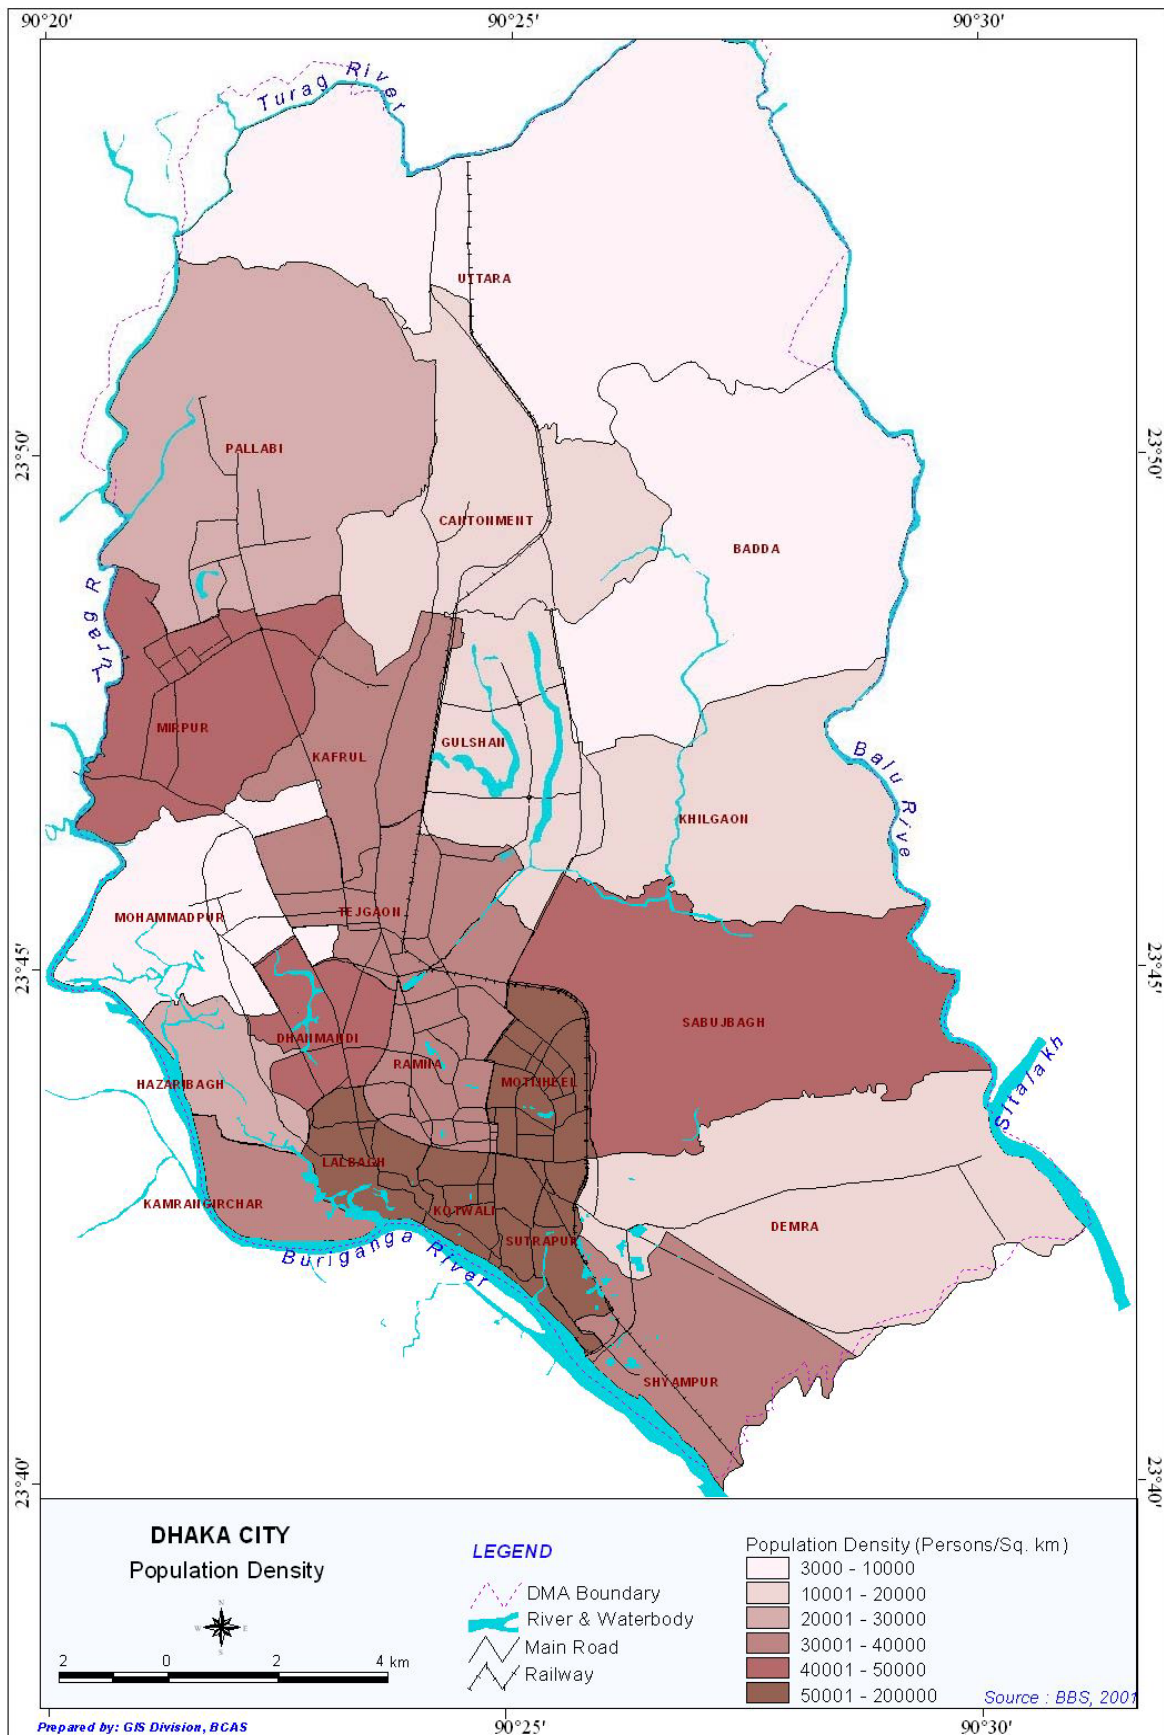 90°20' 90°25' 90°30'
Turag River
UTTARA
23°50' 23°50'
PALLABI
CANTONMENT
BADDA
Turag R
MIRPUR
KAFRUL
GULSHAN
Balu Rive
KHILGAON
MOHAMMADPUR
TEJGAON
23°45' 23°45'
SABUJBAGH
DHANMANDI
RAMNA
MOTIJHEEL
HAZARIBAGH
Sitalakh
LALBAGH
KAMRANGIRCHAR
KOTWALI
DEMRA
SUTRAPUR
Buriganga River
SHYAMPUR
23°40' 23°40'
DHAKA CITY
Population Density
N
W E
S
2 0 2 4 km
LEGEND
DMA Boundary
River & Waterbody
Main Road
Railway
Population Density (Persons/Sq. km)
3000 - 10000
10001 - 20000
20001 - 30000
30001 - 40000
40001 - 50000
50001 - 200000
Source : BBS, 2001
Prepared by: GIS Division, BCAS
90°25' 90°30'